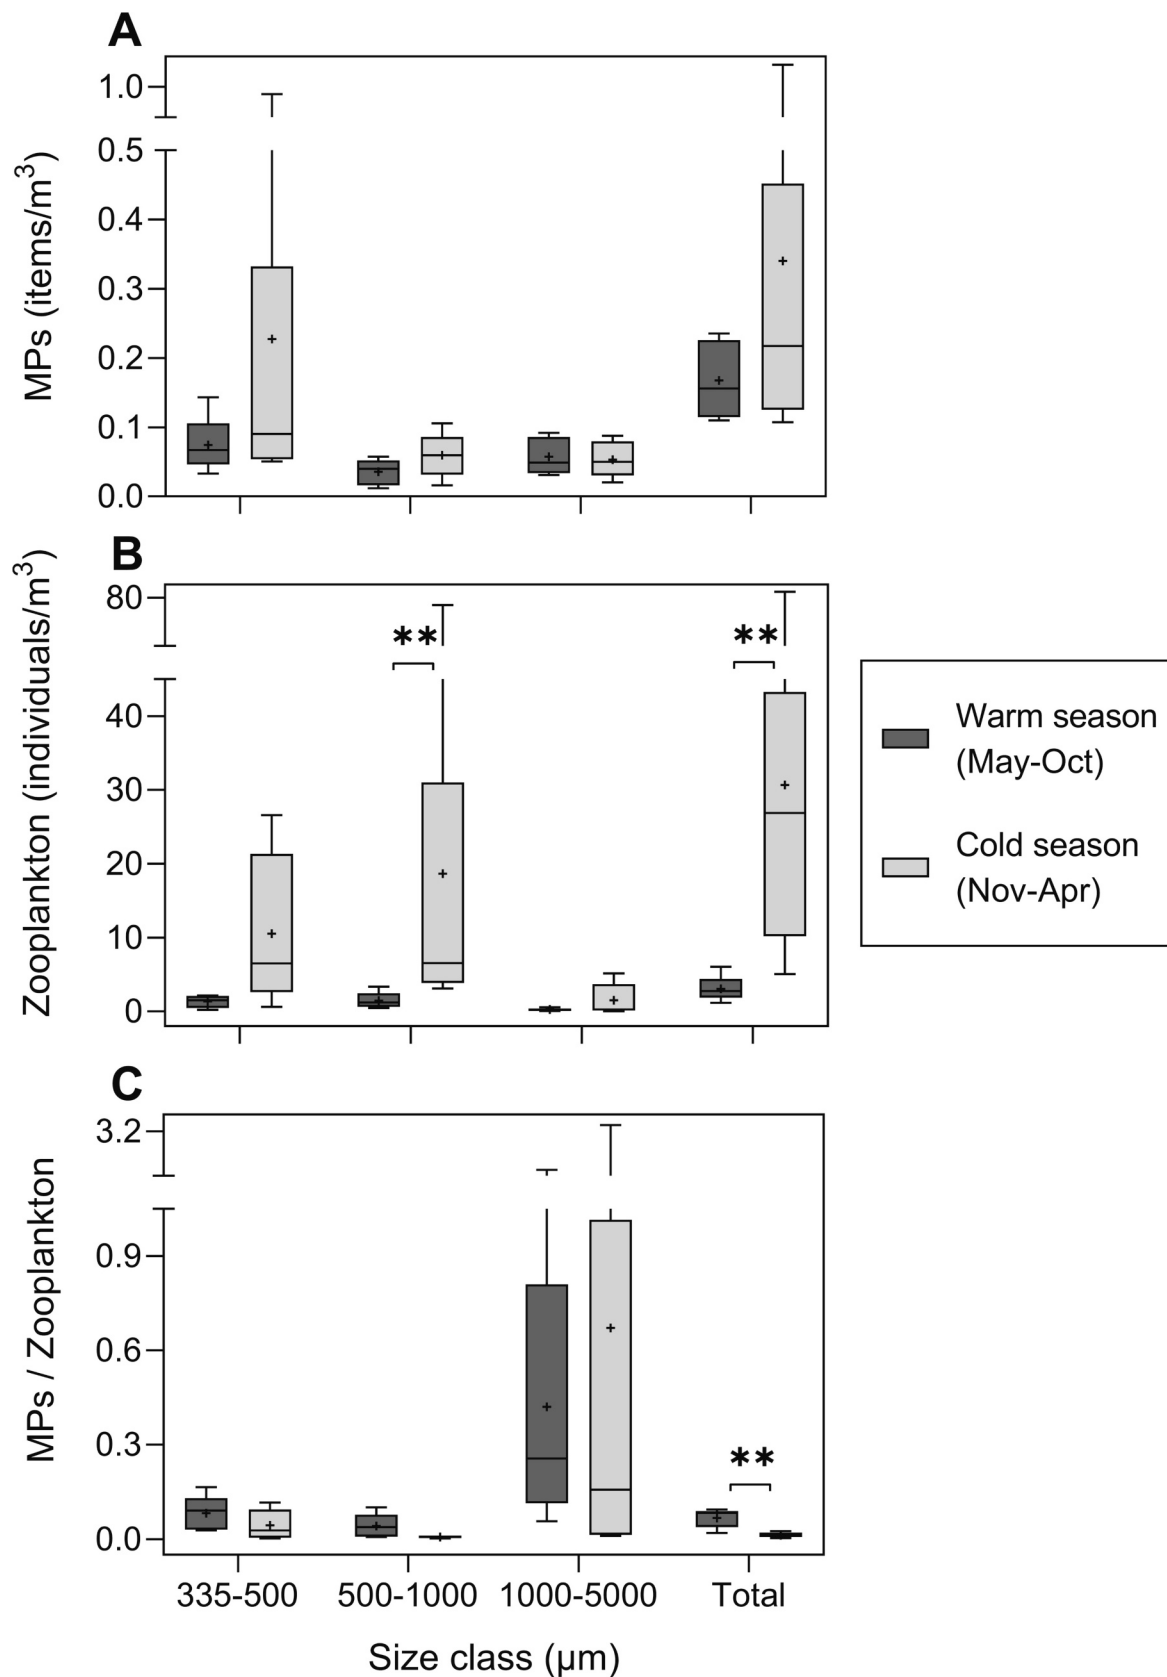 A
MPs (items/m³)
1.0
0.5
0.4
0.3
0.2
0.1
0.0
B
Zooplankton (individuals/m³)
80
40
30
20
10
0
**
**
Warm season
(May-Oct)
Cold season
(Nov-Apr)
C
MPs / Zooplankton
3.2
0.9
0.6
0.3
0.0
**
335-500 500-1000 1000-5000 Total
Size class (µm)